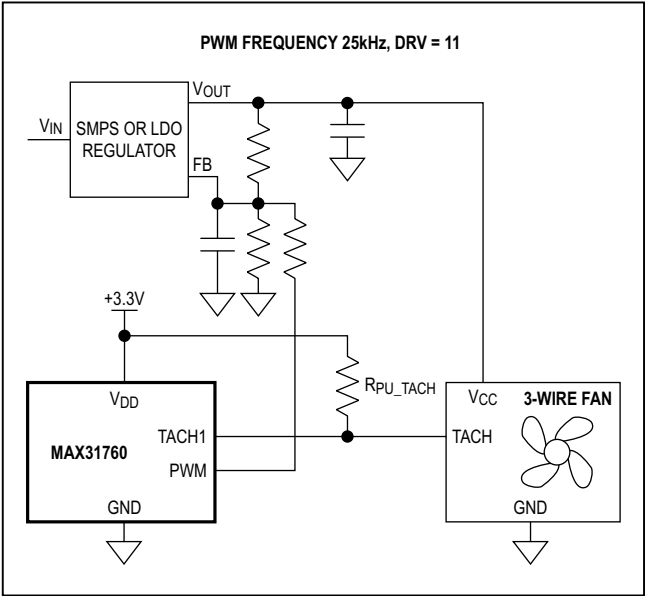 PWM FREQUENCY 25kHz, DRV = 11
VOUT
VIN
SMPS OR LDO
REGULATOR
FB
+3.3V
RPU_TACH
VDD
VCC
3-WIRE FAN
TACH1
TACH
MAX31760
PWM
GND
GND